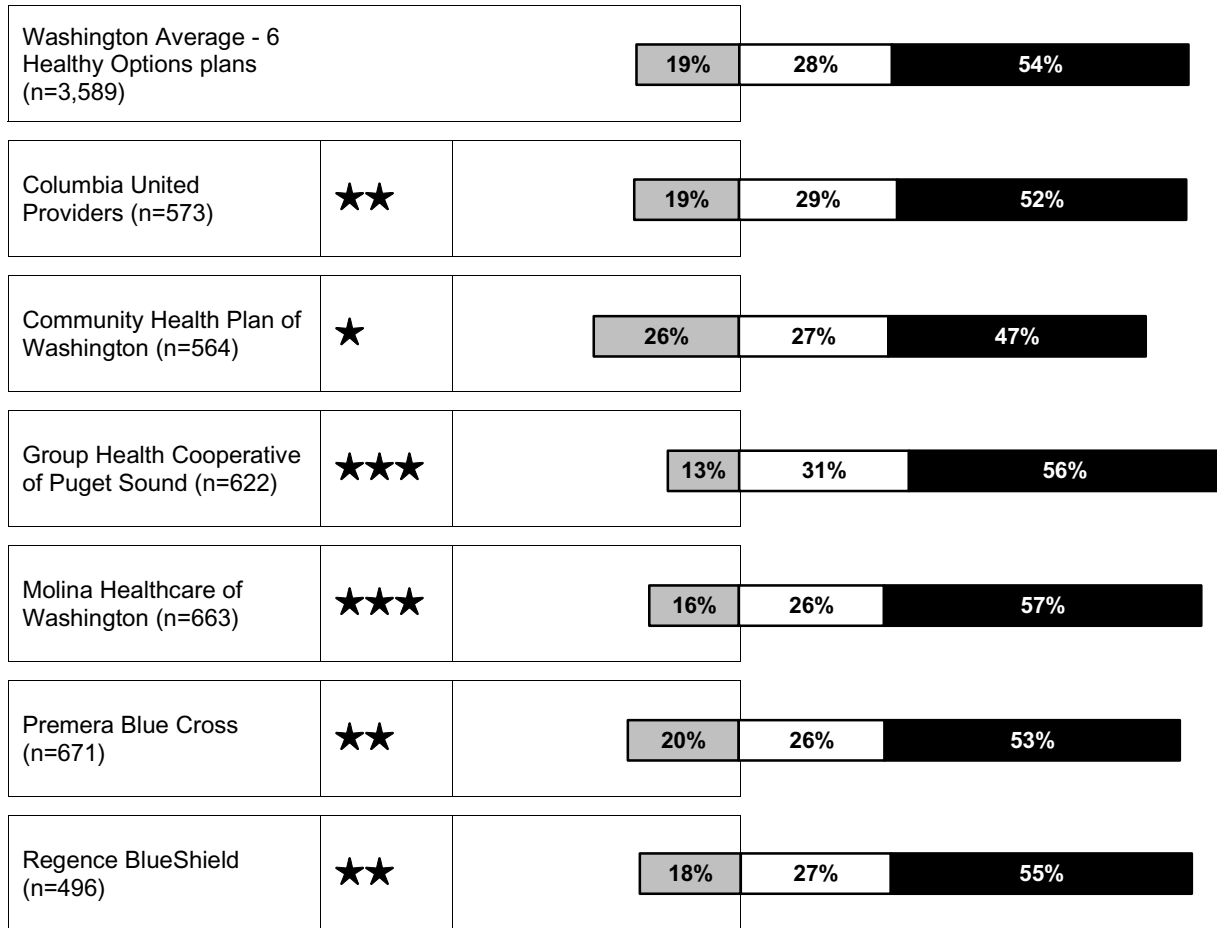 Washington Average - 6
Healthy Options plans
(n=3,589)
19% 28% 54%
Columbia United
Providers (n=573)
★★
19% 29% 52%
Community Health Plan of
Washington (n=564)
★
26% 27% 47%
Group Health Cooperative
of Puget Sound (n=622)
★★★
13% 31% 56%
Molina Healthcare of
Washington (n=663)
★★★
16% 26% 57%
Premera Blue Cross
(n=671)
★★
20% 26% 53%
Regence BlueShield
(n=496)
★★
18% 27% 55%